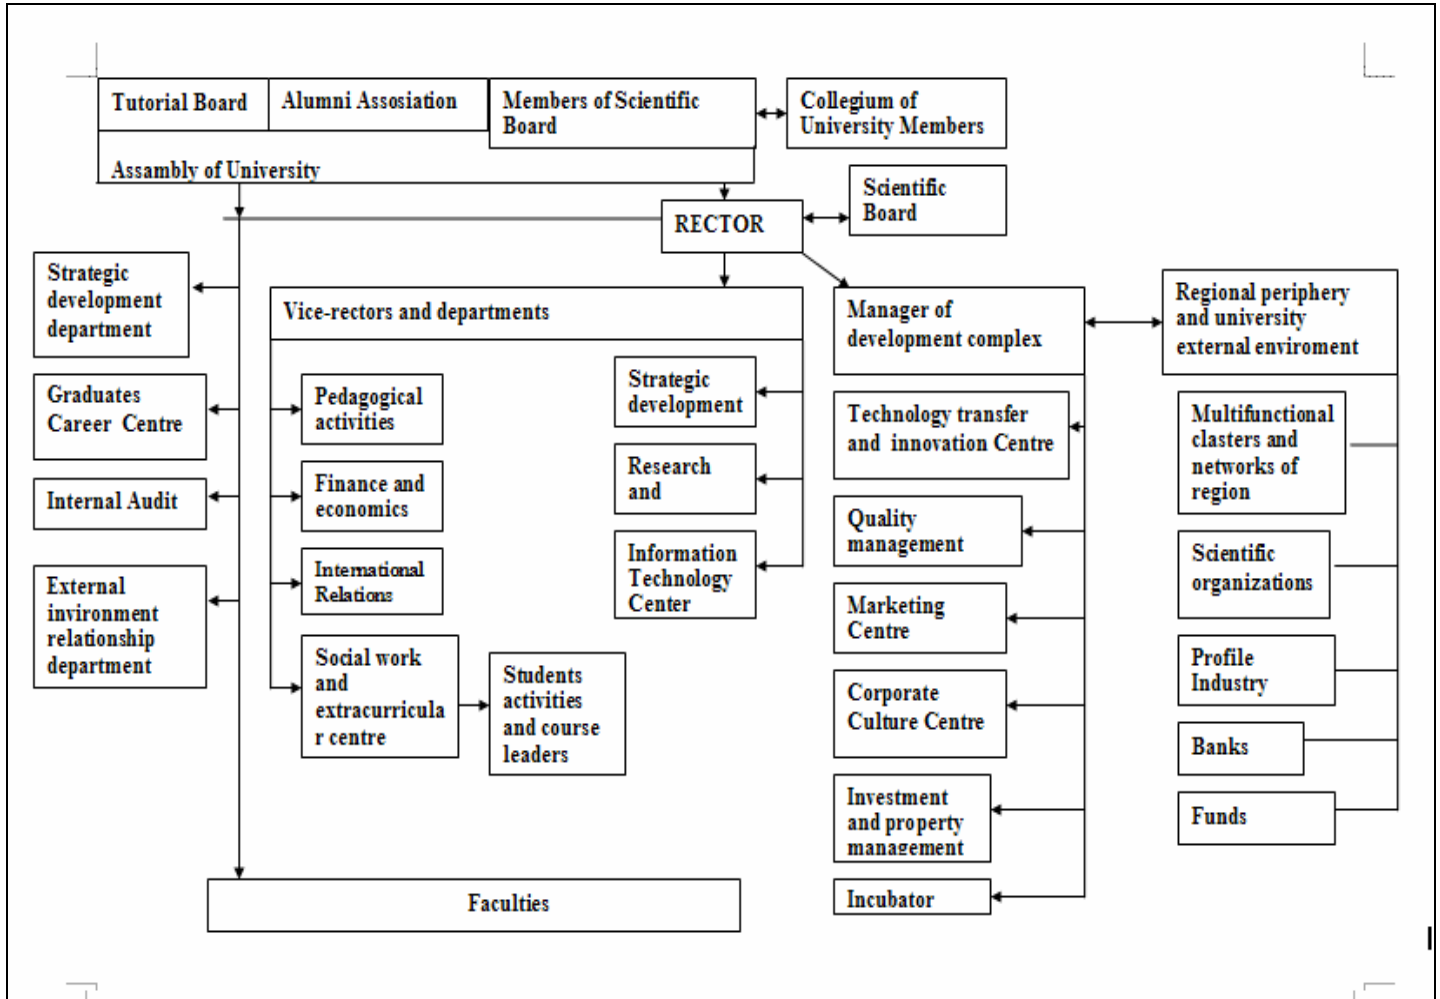 Tutorial Board
Alumni Assosiation
Members of Scientific
Board
Collegium of
University Members
Assambly of University
Scientific
Board
RECTOR
Strategic
development
department
Vice-rectors and departments
Manager of
development complex
Regional periphery
and university
external enviroment
Graduates
Career Centre
Internal Audit
External
invironment
relationship
department
Pedagogical
activities
Finance and
economics
International
Relations
Social work
and
extracurricula
r centre
Students
activities
and course
leaders
Strategic
development
Research
and
Information
Technology
Center
Technology transfer
and innovation Centre
Quality
management
Marketing
Centre
Corporate
Culture Centre
Investment
and property
management
Incubator
Multifunctional
clasters and
networks of
region
Scientific
organizations
Profile
Industry
Banks
Funds
Faculties